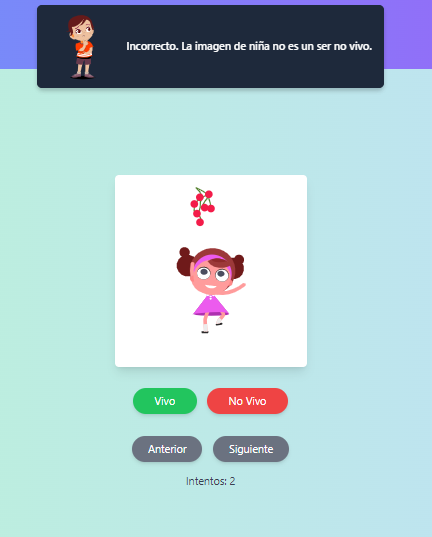 Incorrecto. La imagen de niña no es un ser no vivo.
Vivo
No Vivo
Anterior
Siguiente
Intentos: 2